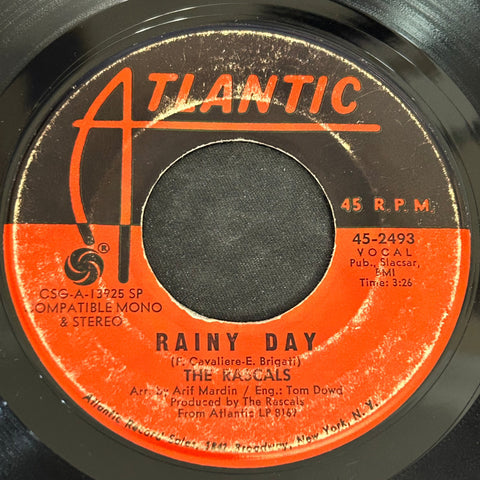 ATLANTIC
45 R.P.M.
®
45-2493
VOCAL
Pub., Slacsar,
BMI
Time: 3:26
CSG-A-13925 SP
COMPATIBLE MONO
& STEREO
RAINY DAY
(F. Cavaliere-E. Brigati)
THE RASCALS
Arr. by Arif Mardin / Eng.: Tom Dowd
Produced by The Rascals
From Atlantic LP 8169
Atlantic Record Sales, 1841 Broadway, New York, N.Y.